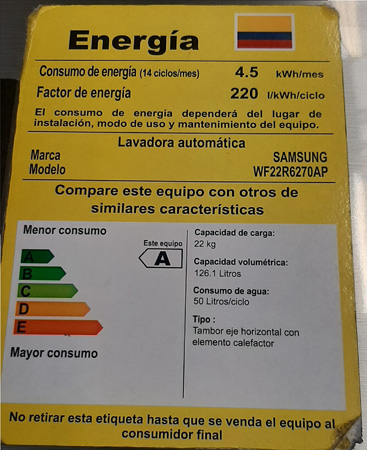 Energía
Consumo de energía (14 ciclos/mes) 4.5 kWh/mes
Factor de energía 220 l/kWh/ciclo
El consumo de energía dependerá del lugar de
instalación, modo de uso y mantenimiento del equipo.
Lavadora automática
Marca SAMSUNG
Modelo WF22R6270AP
Compare este equipo con otros de
similares características
Menor consumo
Este equipo
A
A
B
C
D
E
Mayor consumo
Capacidad de carga:
22 kg
Capacidad volumétrica:
126.1 Litros
Consumo de agua:
50 Litros/ciclo
Tipo :
Tambor eje horizontal con
elemento calefactor
No retirar esta etiqueta hasta que se venda el equipo al
consumidor final